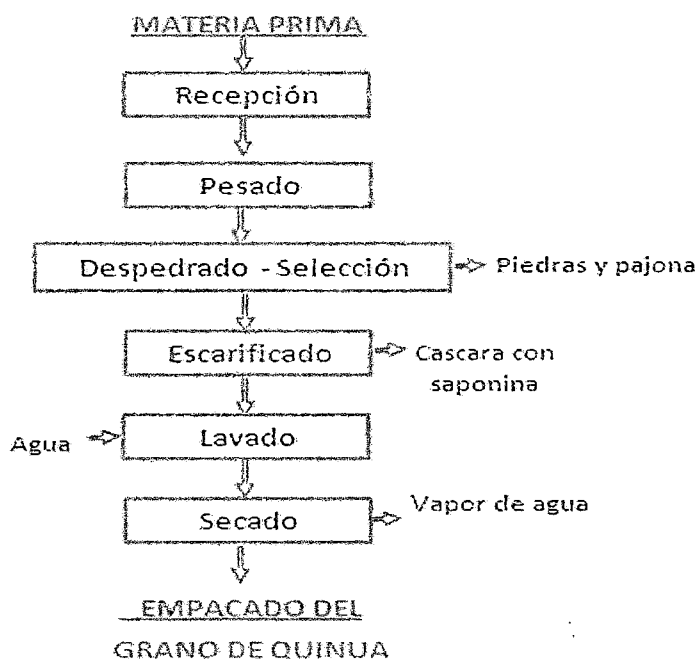 MATERIA PRIMA
Recepción
Pesado
Despedrado - Selección
Piedras y pajona
Escarificado
Cascara con
saponina
Agua
Lavado
Secado
Vapor de agua
EMPACADO DEL
GRANO DE QUINUA